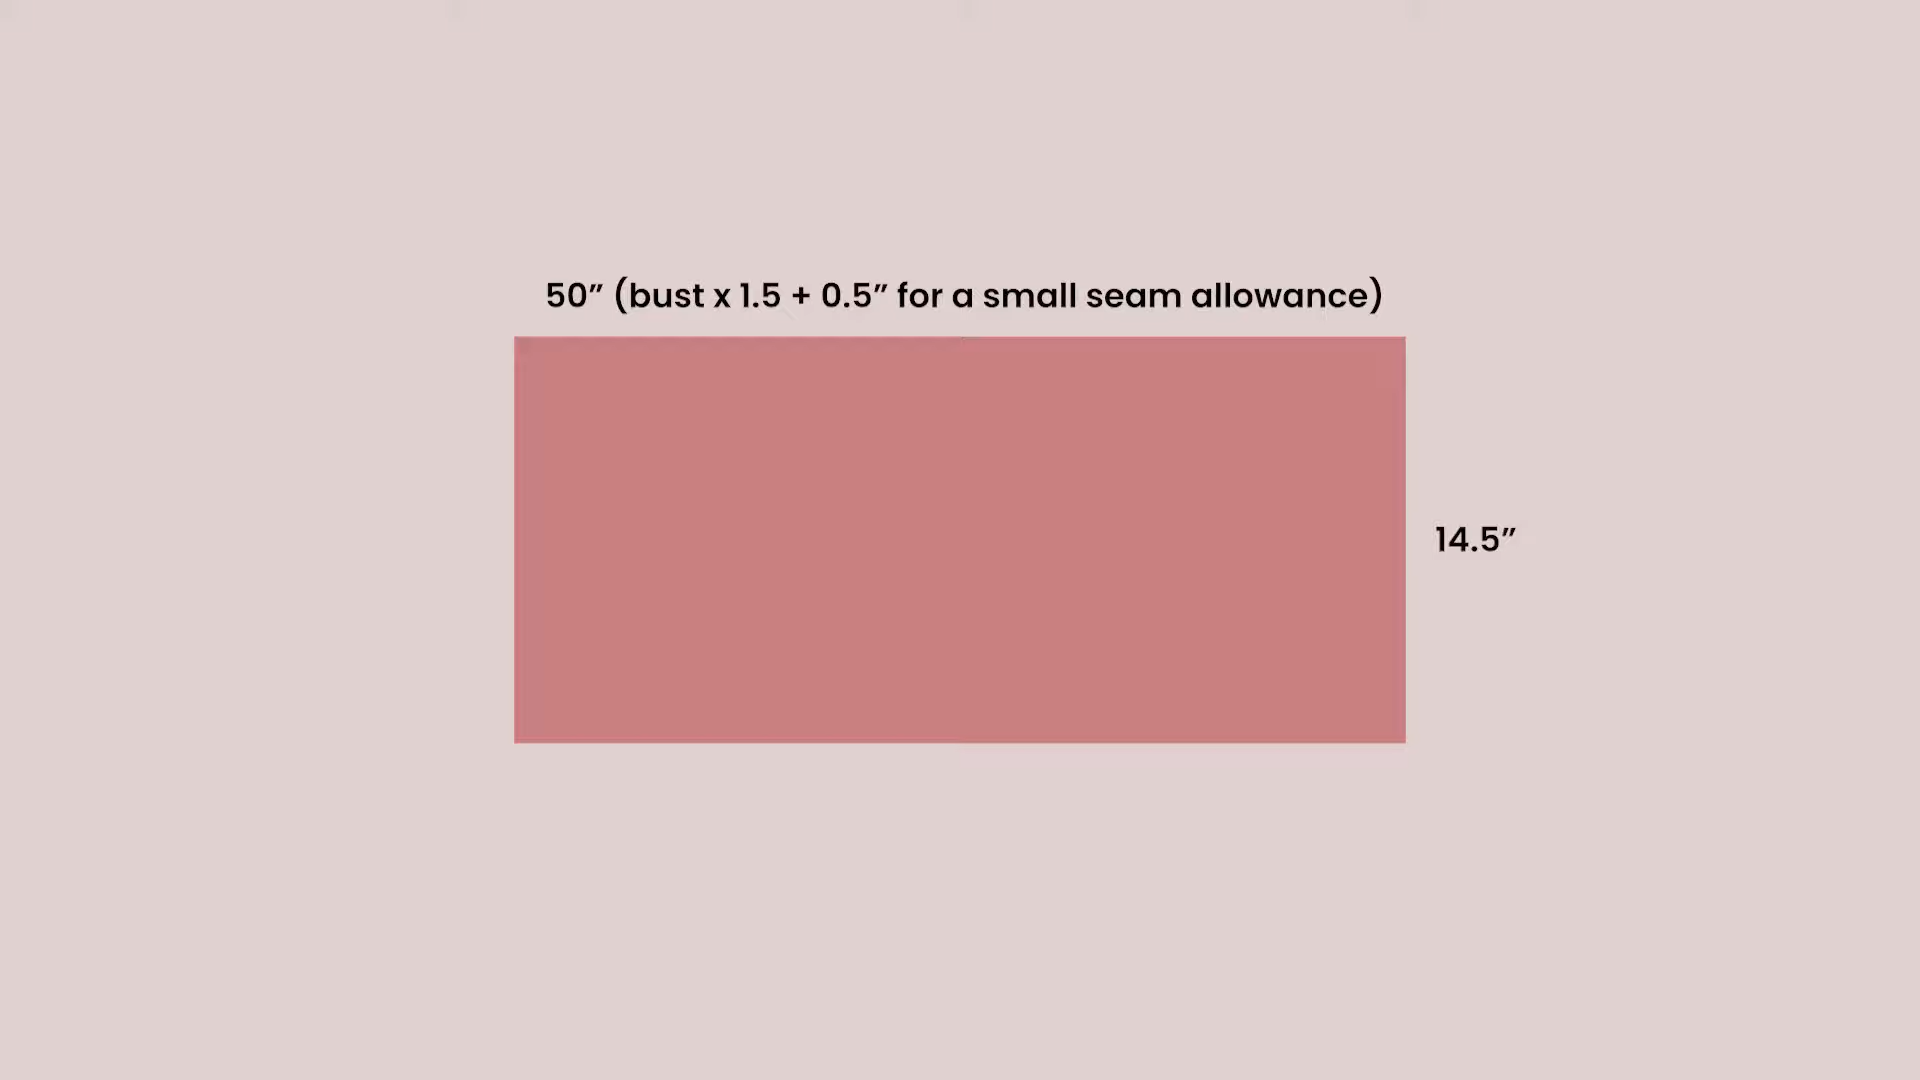 50” (bust x 1.5 + 0.5” for a small seam allowance)
14.5”